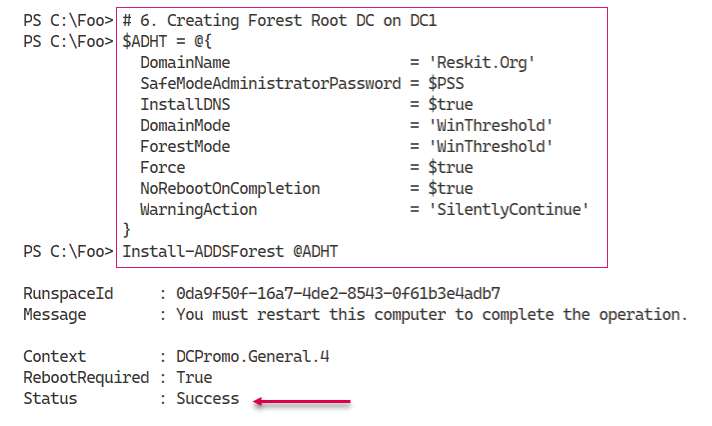 PS C:\Foo> # 6. Creating Forest Root DC on DC1
PS C:\Foo> $ADHT = @{
  DomainName                    = 'Reskit.Org'
  SafeModeAdministratorPassword = $PSS
  InstallDNS                    = $true
  DomainMode                    = 'WinThreshold'
  ForestMode                    = 'WinThreshold'
  Force                         = $true
  NoRebootOnCompletion          = $true
  WarningAction                 = 'SilentlyContinue'
}
PS C:\Foo> Install-ADDSForest @ADHT
RunspaceId     : 0da9f50f-16a7-4de2-8543-0f61b3e4adb7
Message        : You must restart this computer to complete the operation.
Context        : DCPromo.General.4
RebootRequired : True
Status         : Success